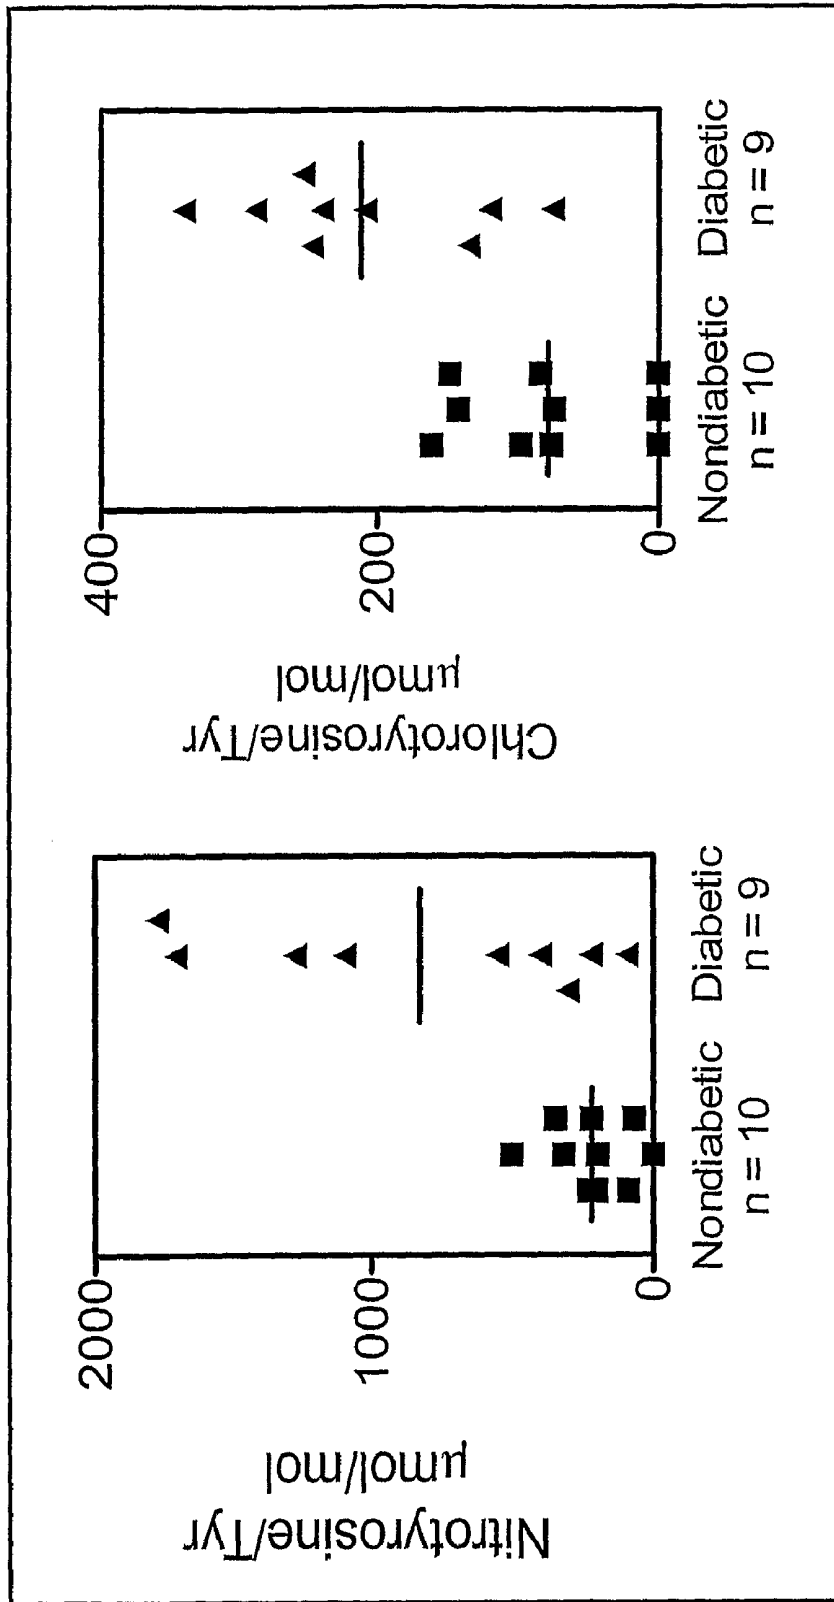 Nitrotyrosine/Tyr
µmol/mol
2000
1000
0
Nondiabetic
n = 10
Diabetic
n = 9
Chlorotyrosine/Tyr
µmol/mol
400
200
0
Nondiabetic
n = 10
Diabetic
n = 9